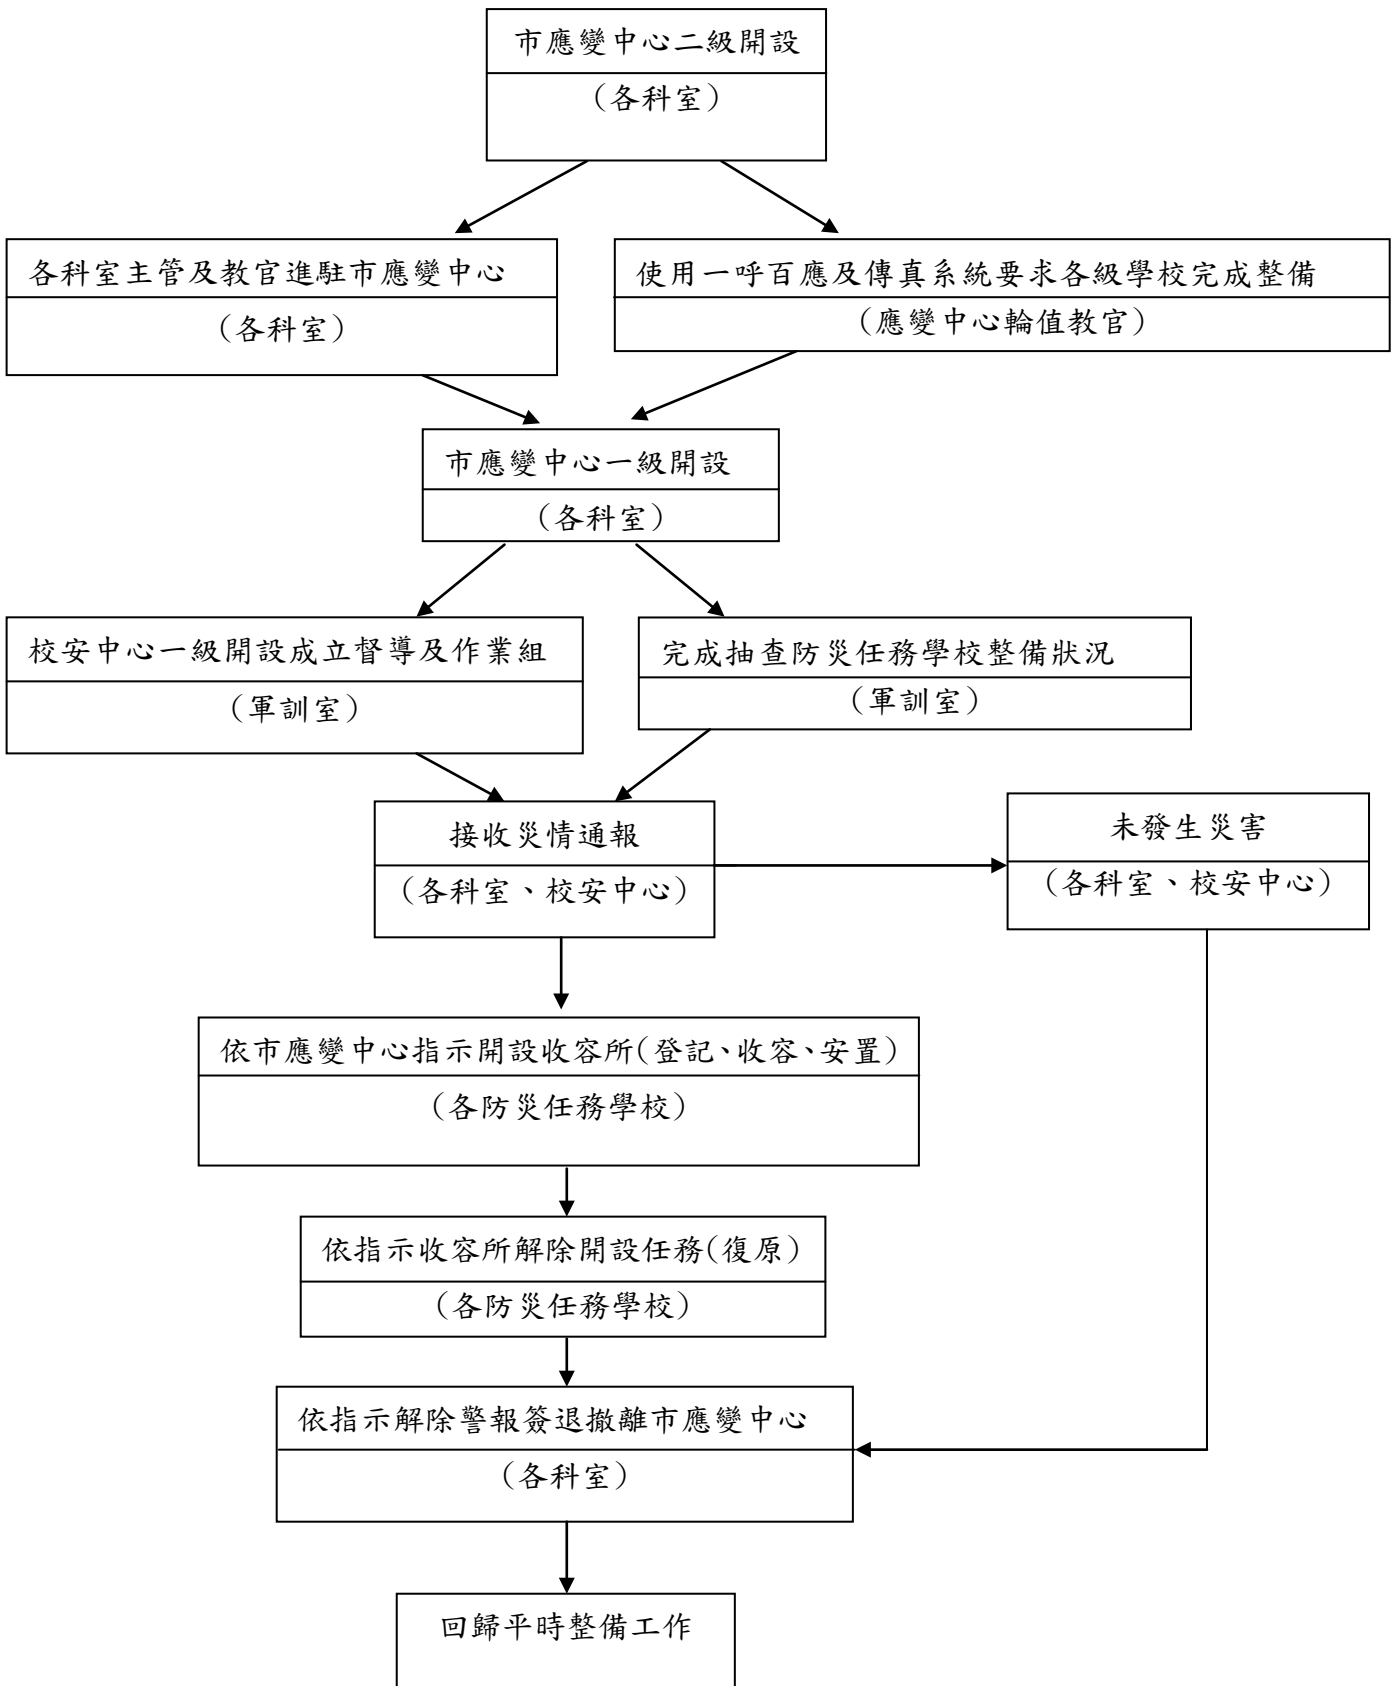 市應變中心二級開設
（各科室）
各科室主管及教官進駐市應變中心
（各科室）
使用一呼百應及傳真系統要求各級學校完成整備
（應變中心輪值教官）
市應變中心一級開設
（各科室）
校安中心一級開設成立督導及作業組
（軍訓室）
完成抽查防災任務學校整備狀況
（軍訓室）
接收災情通報
（各科室、校安中心）
未發生災害
（各科室、校安中心）
依市應變中心指示開設收容所(登記、收容、安置)
（各防災任務學校）
依指示收容所解除開設任務(復原)
（各防災任務學校）
依指示解除警報簽退撤離市應變中心
（各科室）
回歸平時整備工作